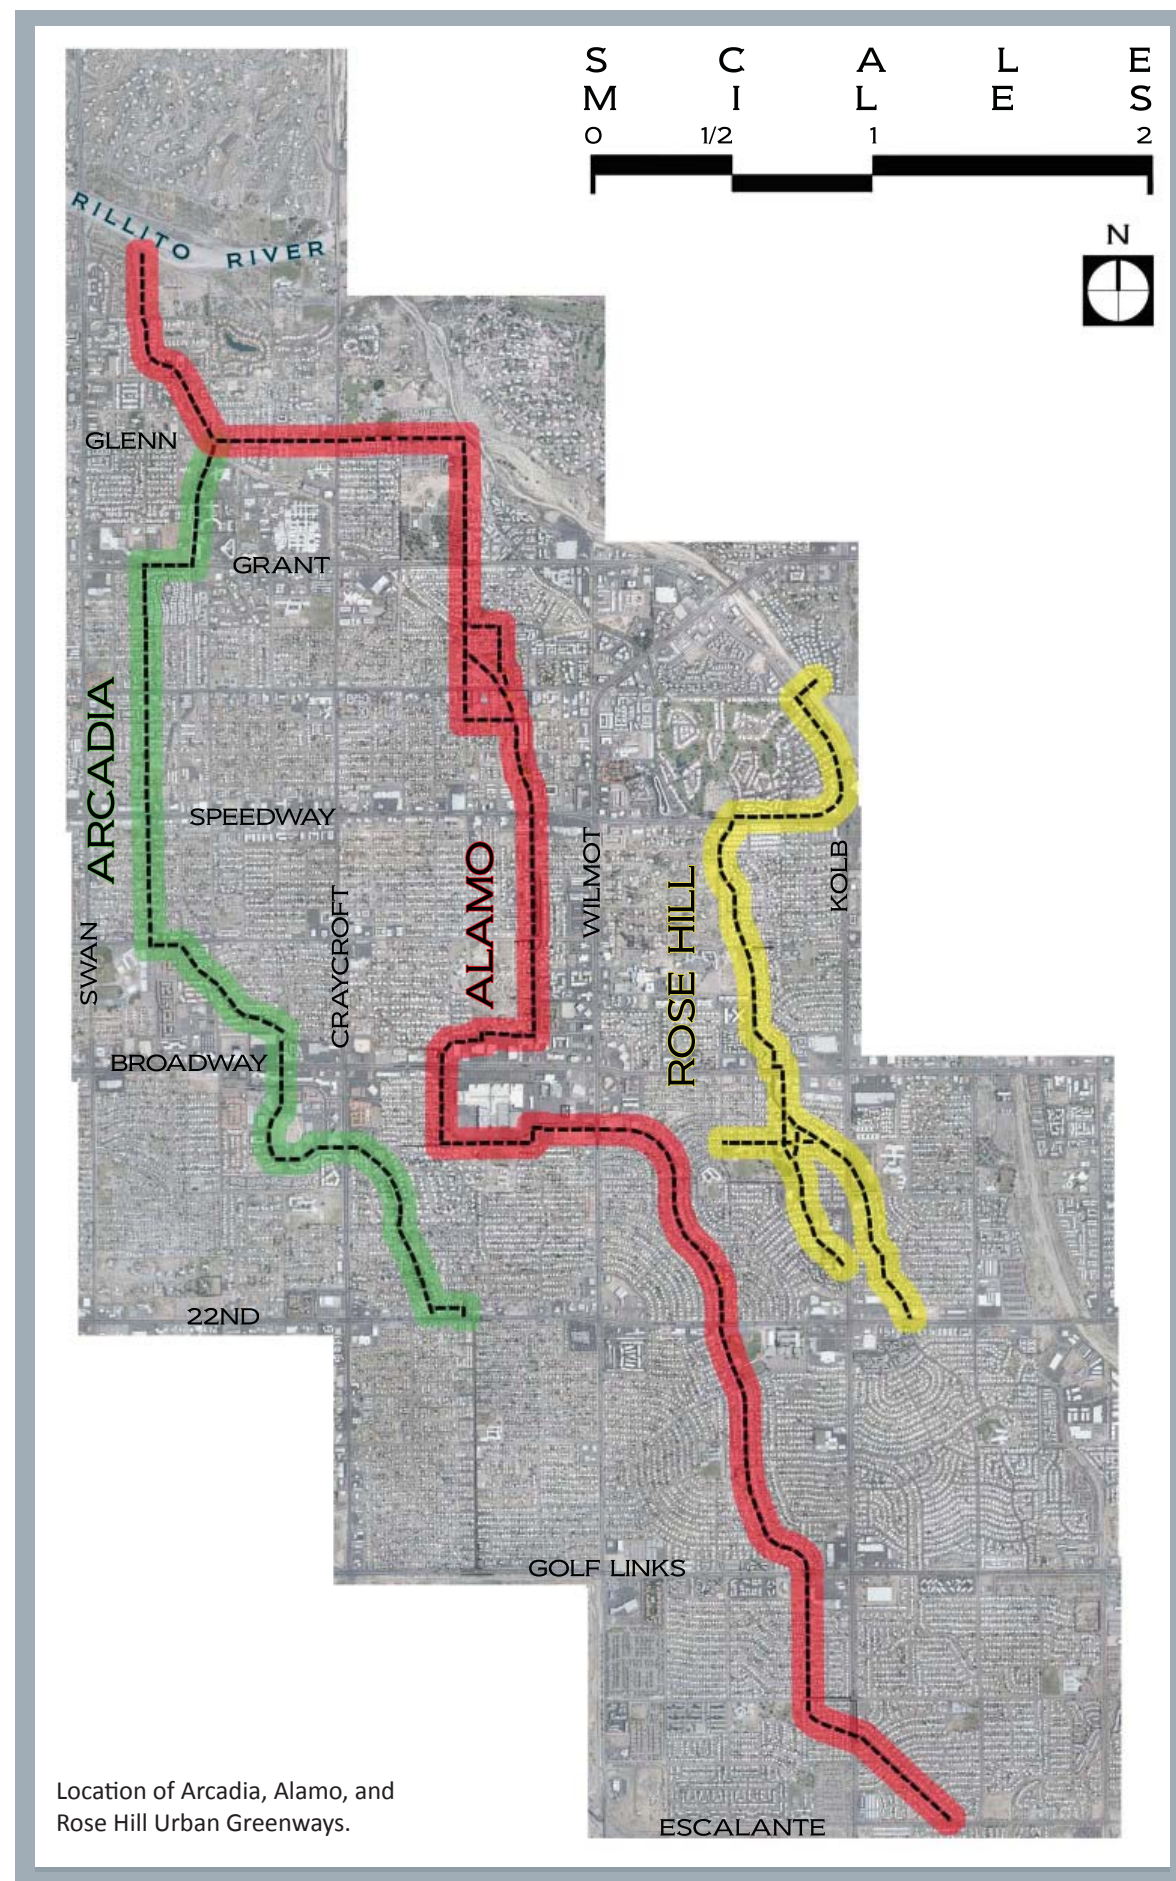 S C A L E
M I L E S
0 1/2 1 2
N
RILLITO RIVER
GLENN
GRANT
ARCADIA
SPEEDWAY
ALAMO
WILMOT
KOLB
ROSE HILL
SWAN
CRAYCROFT
BROADWAY
22ND
GOLF LINKS
Location of Arcadia, Alamo, and
Rose Hill Urban Greenways.
ESCALANTE